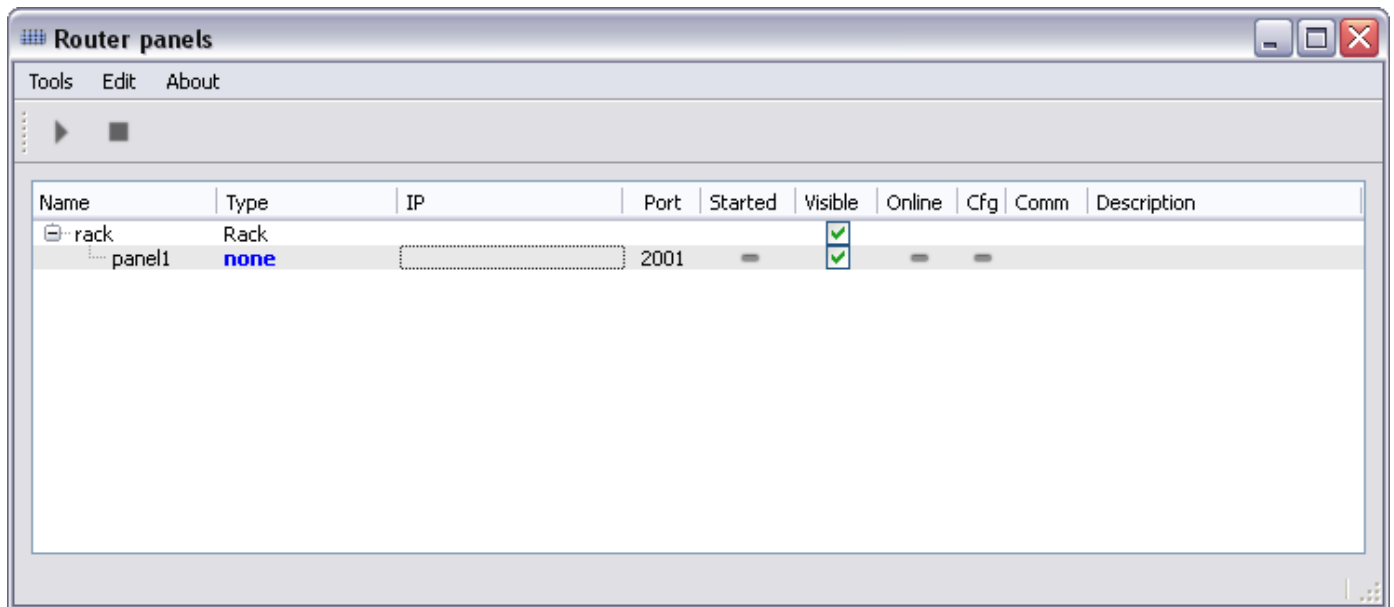 Router panels
Tools Edit About
Name Type IP Port Started Visible Online Cfg Comm Description
rack Rack
panel1 none 2001